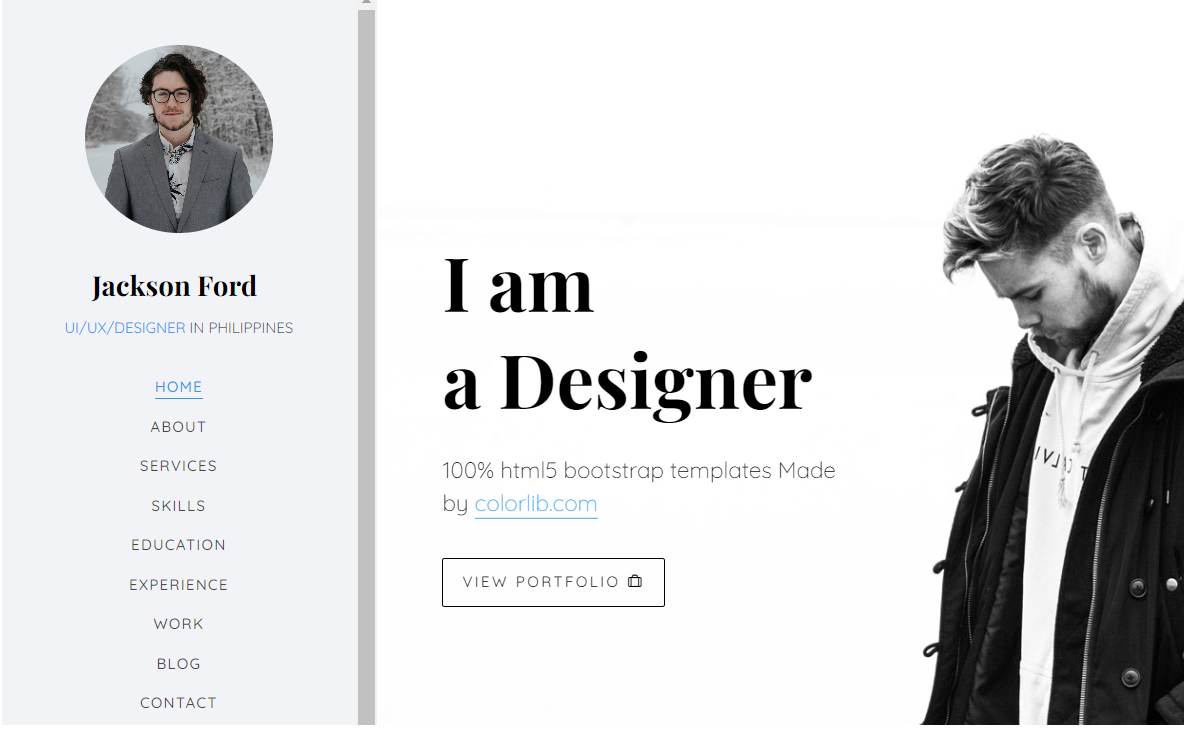 Jackson Ford
UI/UX/DESIGNER IN PHILIPPINES
HOME
ABOUT
SERVICES
SKILLS
EDUCATION
EXPERIENCE
WORK
BLOG
CONTACT
I am
a Designer
100% html5 bootstrap templates Made
by colorlib.com
VIEW PORTFOLIO